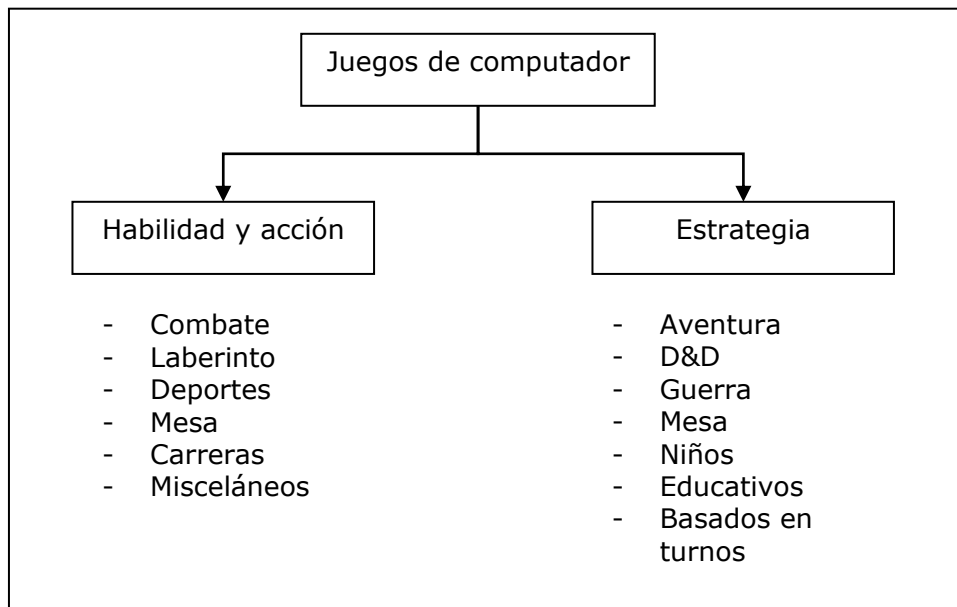 Juegos de computador
Habilidad y acción
- Combate
- Laberinto
- Deportes
- Mesa
- Carreras
- Misceláneos
Estrategia
- Aventura
- D&D
- Guerra
- Mesa
- Niños
- Educativos
- Basados en
turnos